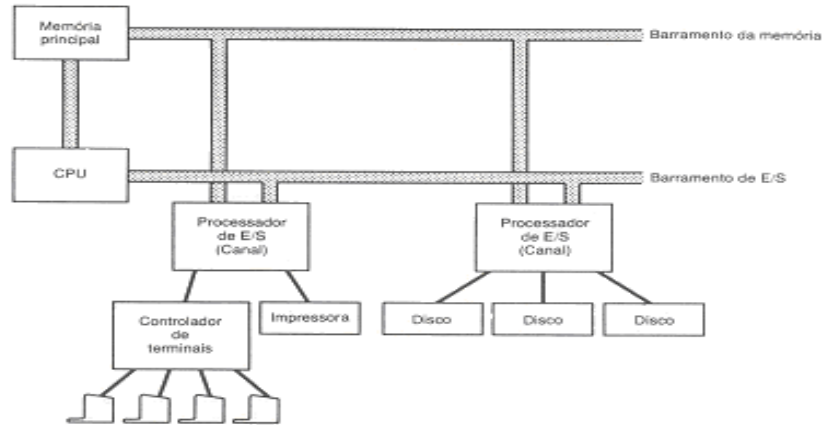 Memória
principal
Barramento da memória
CPU
Barramento de E/S
Processador
de E/S
(Canal)
Processador
de E/S
(Canal)
Controlador
de
terminais
Impressora
Disco
Disco
Disco